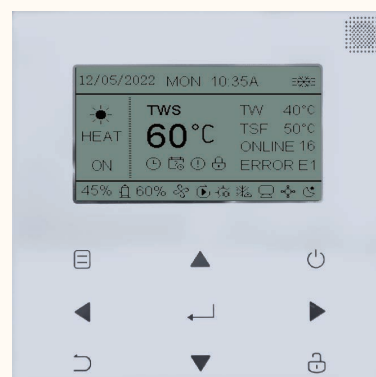 12/05/2022 MON 10:35A
TWS
60°C
HEAT
ON
TW 40°C
TSF 50°C
ONLINE 16
ERROR E1
45% 60%